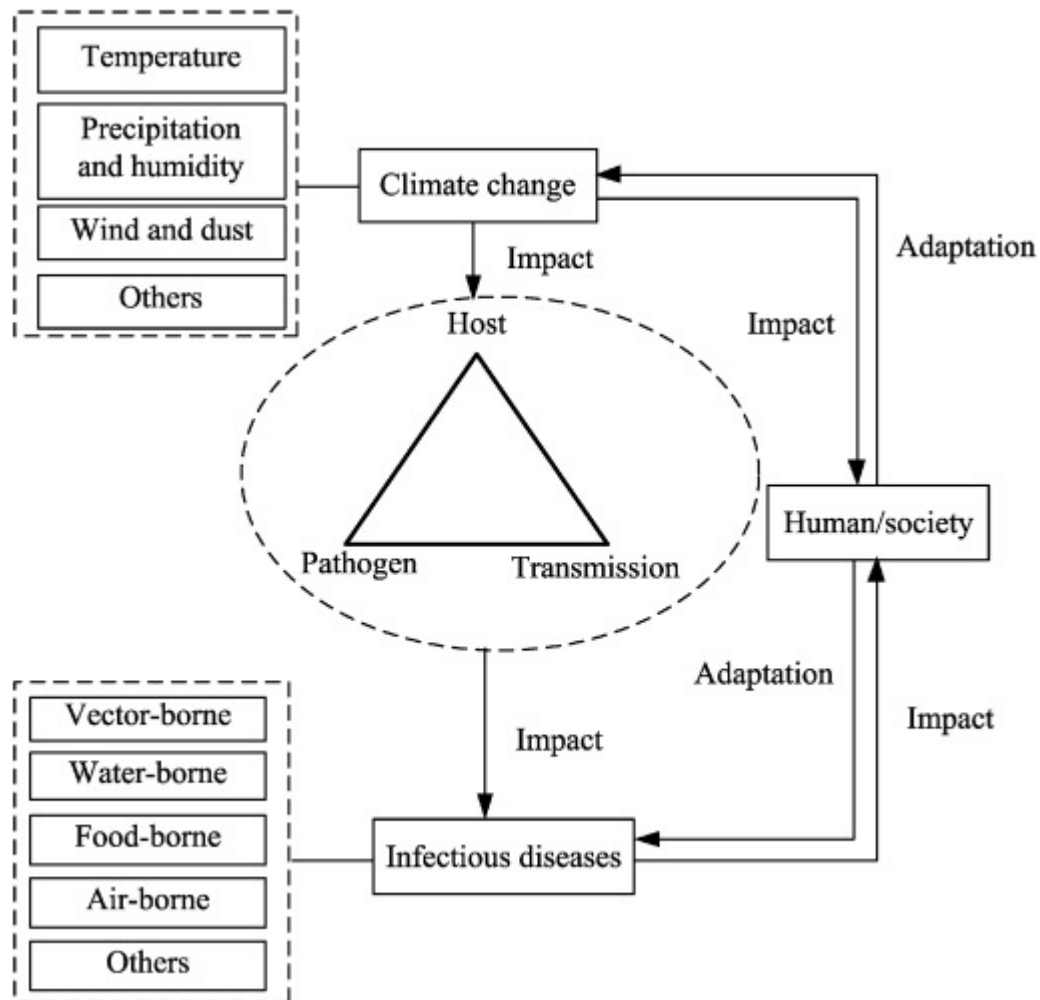 Temperature
Precipitation
and humidity
Wind and dust
Others
Climate change
Impact
Adaptation
Impact
Host
Pathogen
Transmission
Human/society
Adaptation
Impact
Impact
Vector-borne
Water-borne
Food-borne
Air-borne
Others
Infectious diseases